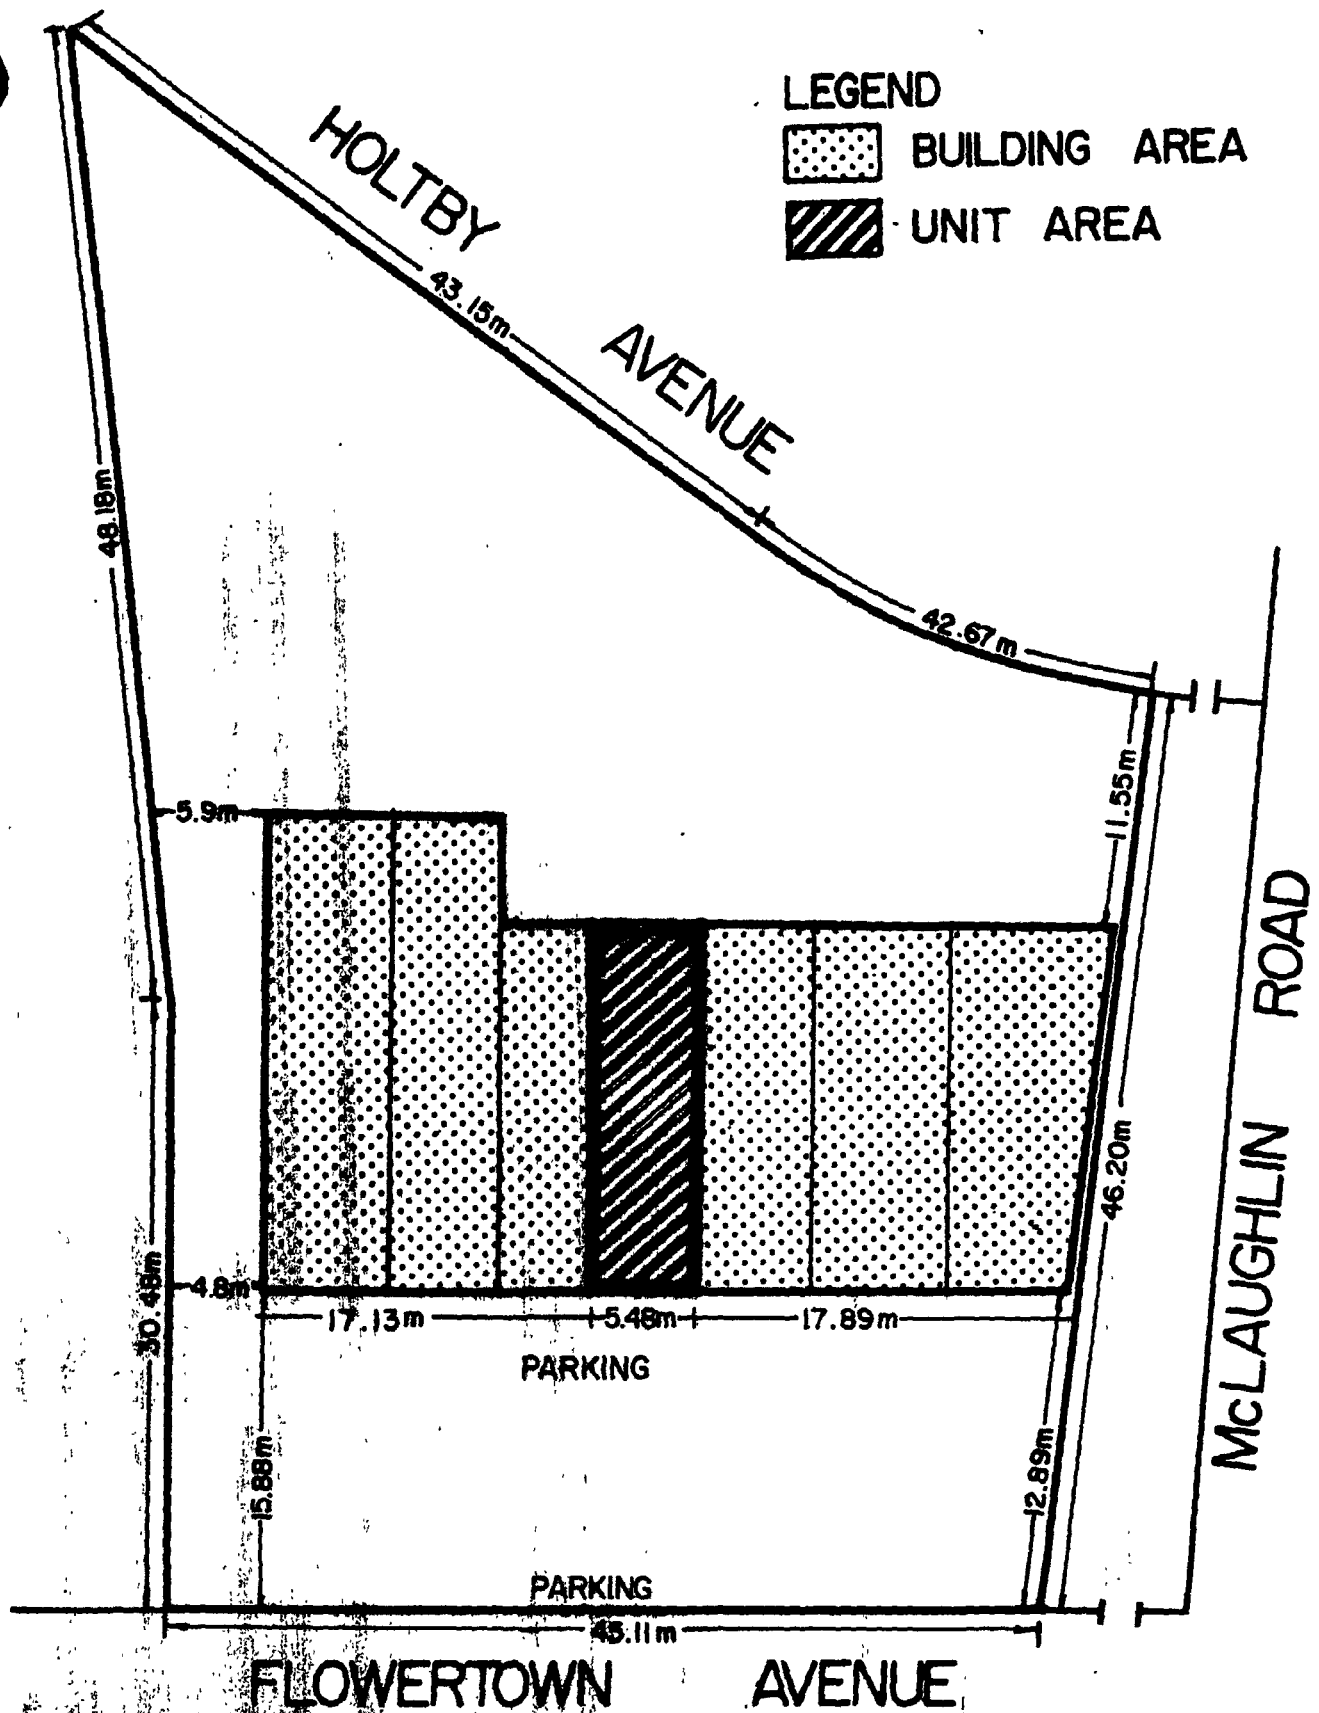 LEGEND
BUILDING AREA
UNIT AREA
HOLTBY AVENUE
43.15m
42.67m
48.18m
11.55m
5.9m
McLAUGHLIN ROAD
46.20m
30.48m
4.8m
17.13m
5.48m
17.89m
PARKING
15.88m
12.89m
PARKING
45.11m
FLOWERTOWN AVENUE